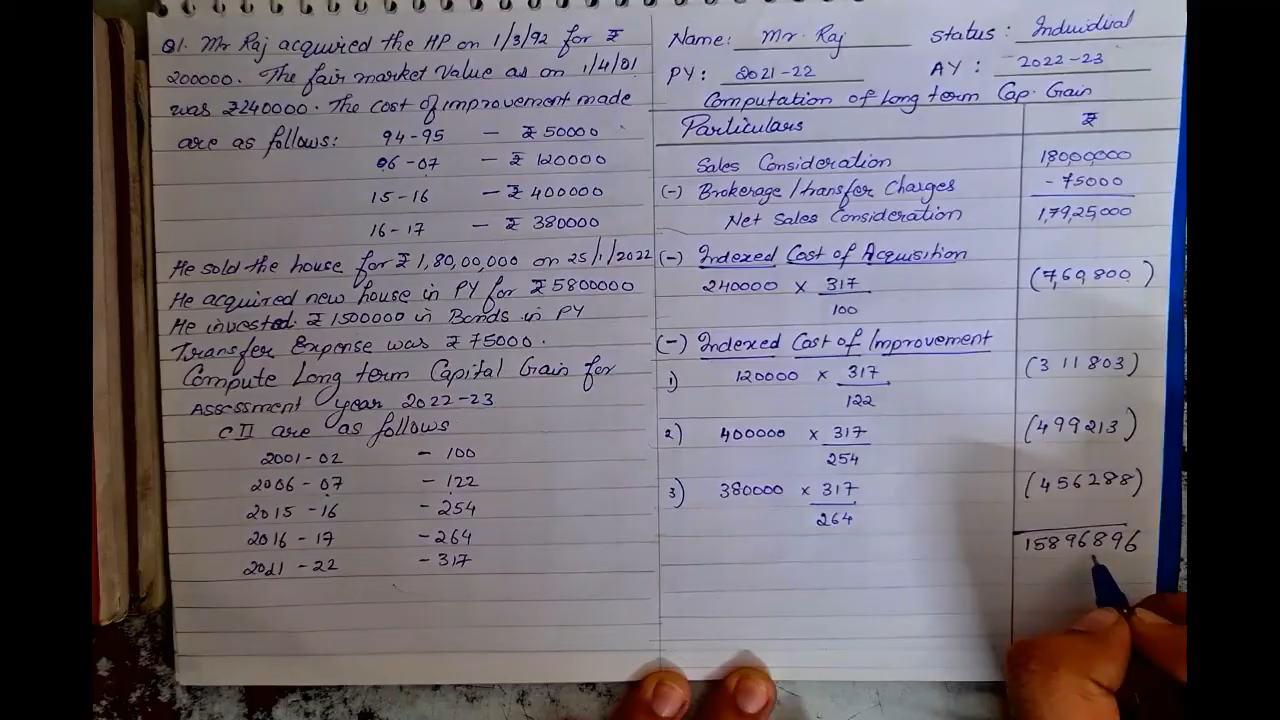 Q1. Mr Raj acquired the HP on 1/3/92 for ₹
200000. The fair market Value as on 1/4/01
was ₹240000. The cost of improvement made
are as follows:
94-95 - ₹ 50000
06-07 - ₹ 120000
15-16 - ₹ 400000
16-17 - ₹ 380000
He sold the house for ₹ 1,80,00,000 on 25/1/2022
He acquired new house in PY for ₹ 5800000
He invested ₹ 1500000 in Bonds in PY
Transfer Expense was ₹ 75000.
Compute Long term Capital Gain for
Assessment year 2022-23
CII are as follows
2001-02 - 100
2006-07 - 122
2015-16 - 254
2016-17 - 264
2021-22 - 317
Name: Mr. Raj Status: Individual
PY: 2021-22 AY: 2022-23
Computation of Long term Cap. Gain
Particulars ₹
Sales Consideration 18000000
(-) Brokerage/transfer Charges - 75000
Net Sales Consideration 1,79,25,000
(-) Indexed Cost of Acquisition
240000 × 317 (7,60,800)
100
(-) Indexed Cost of Improvement
1) 120000 × 317 (311803)
122
2) 400000 × 317 (499213)
254
3) 380000 × 317 (456288)
264
15896896